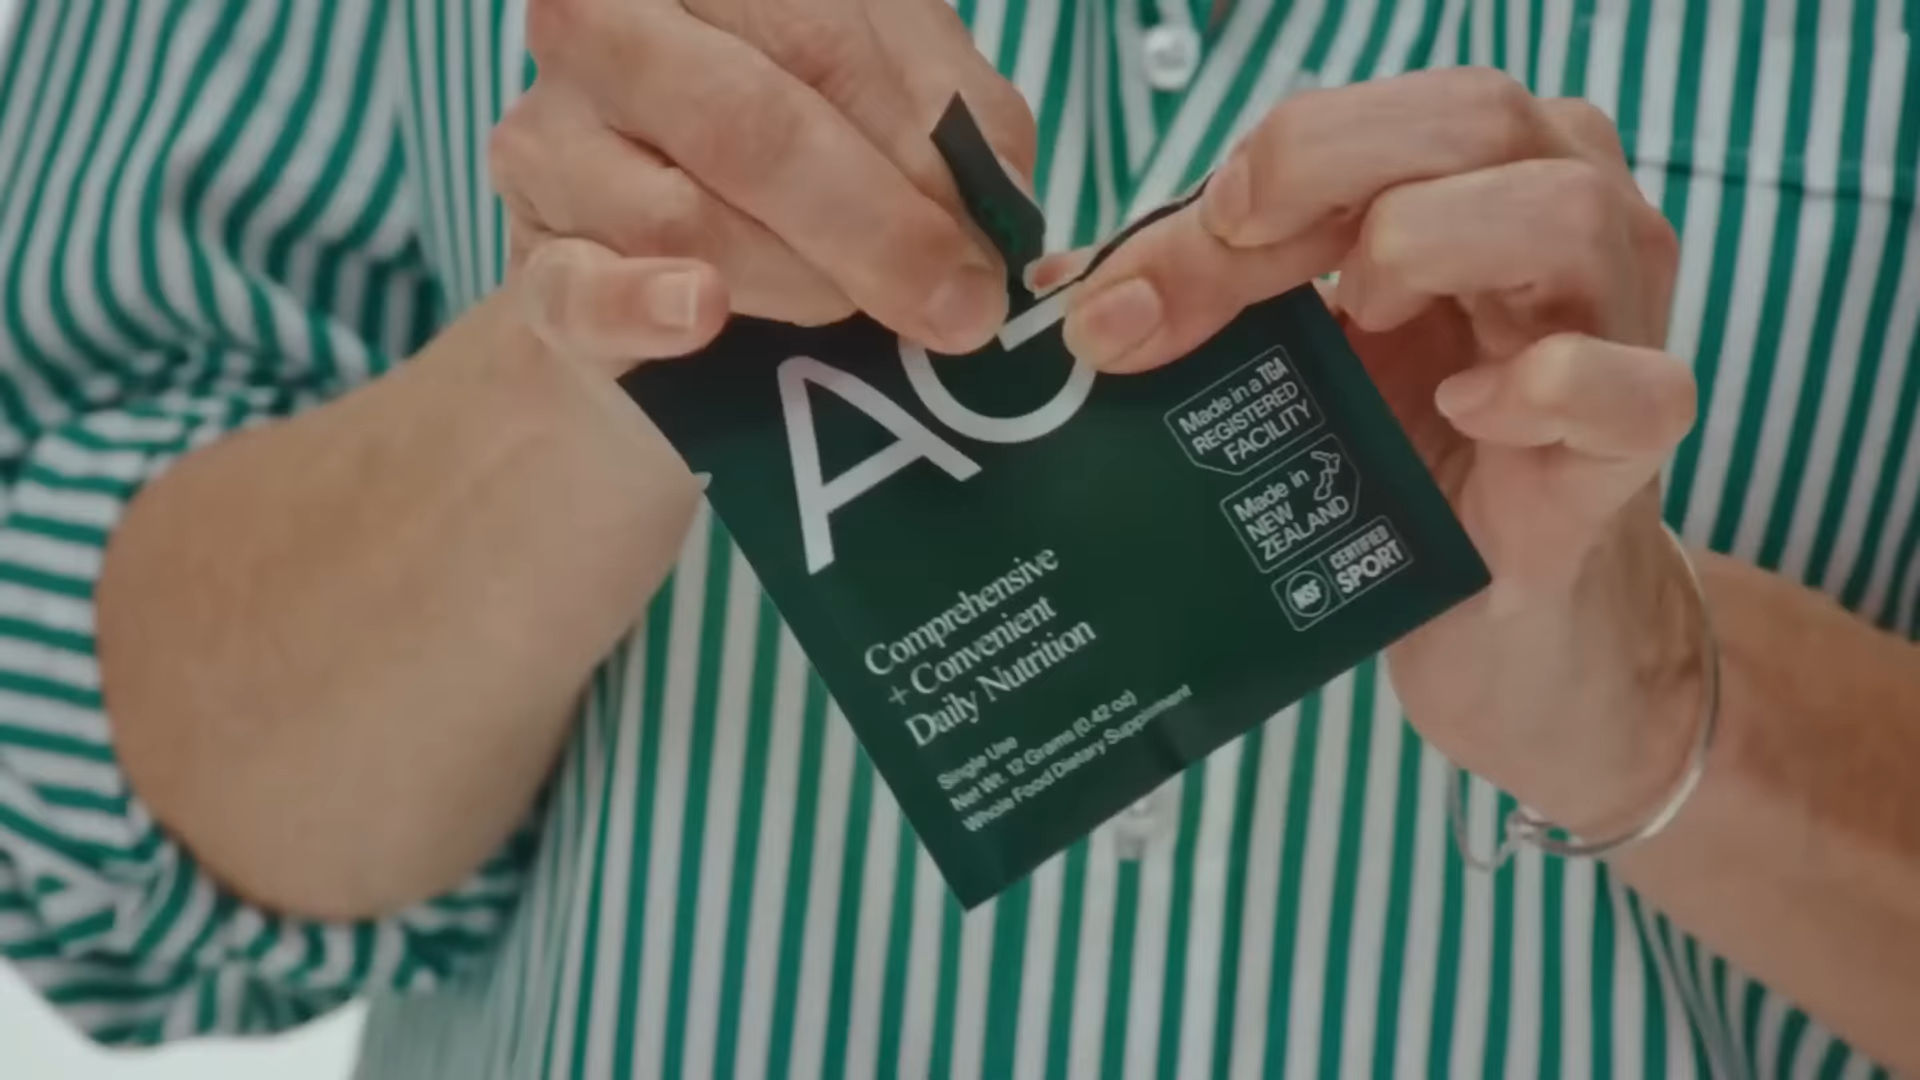 AG
Comprehensive
+ Convenient
Daily Nutrition
Single Use
Net Wt. 12 Grams (0.42 oz)
Whole Food Dietary Supplement
Made in a TGA
REGISTERED
FACILITY
Made in
NEW
ZEALAND
NSF
CERTIFIED
SPORT